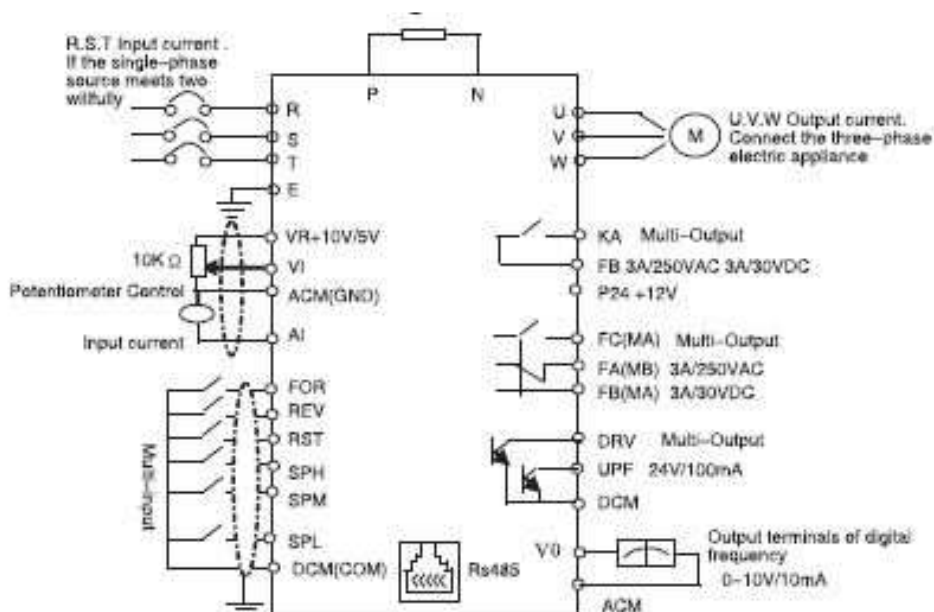 R.S.T Input current .
If the single-phase
source meets two
willfully
P
N
R
S
T
E
U
V
W
M
U.V.W Output current.
Connect the three-phase
electric appliance
VR+10V/5V
10K Ω
VI
Potentiometer Control
ACM(GND)
Input current
AI
KA Multi-Output
FB 3A/250VAC 3A/30VDC
P24 +12V
FC(MA) Multi-Output
FA(MB) 3A/250VAC
FB(MA) 3A/30VDC
FOR
REV
RST
SPH
SPM
SPL
DCM(COM)
Multi-input
DRV Multi-Output
UPF 24V/100mA
DCM
Rs485
V0
Output terminals of digital
frequency
0-10V/10mA
ACM